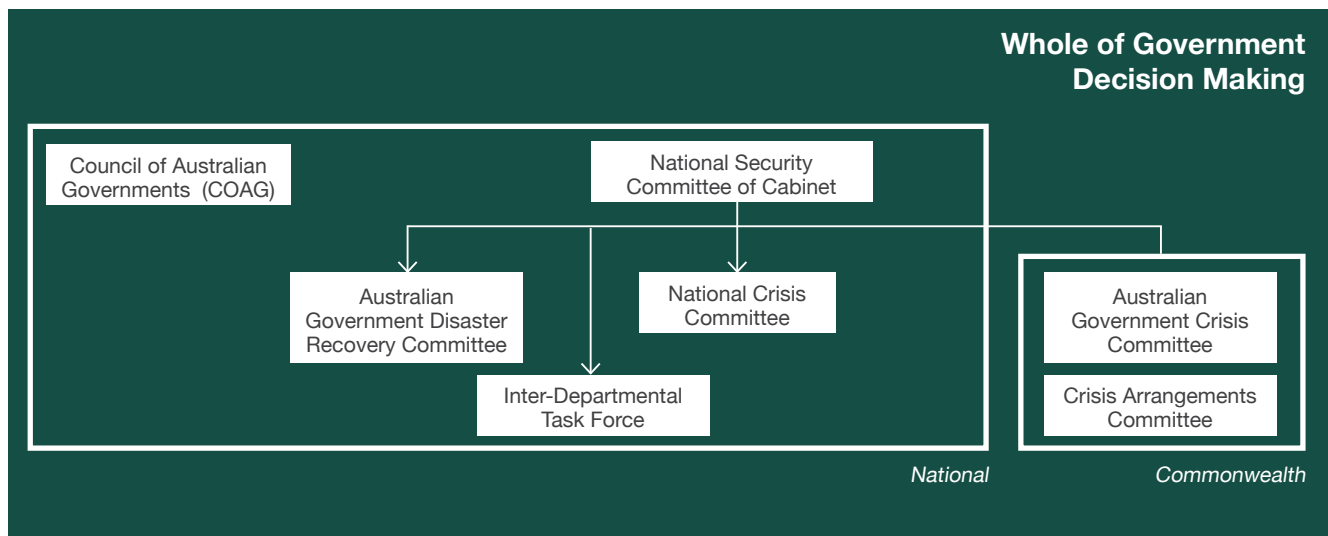 Whole of Government
Decision Making
Council of Australian
Governments (COAG)
National Security
Committee of Cabinet
Australian
Government Disaster
Recovery Committee
National Crisis
Committee
Australian
Government Crisis
Committee
Inter-Departmental
Task Force
Crisis Arrangements
Committee
National
Commonwealth